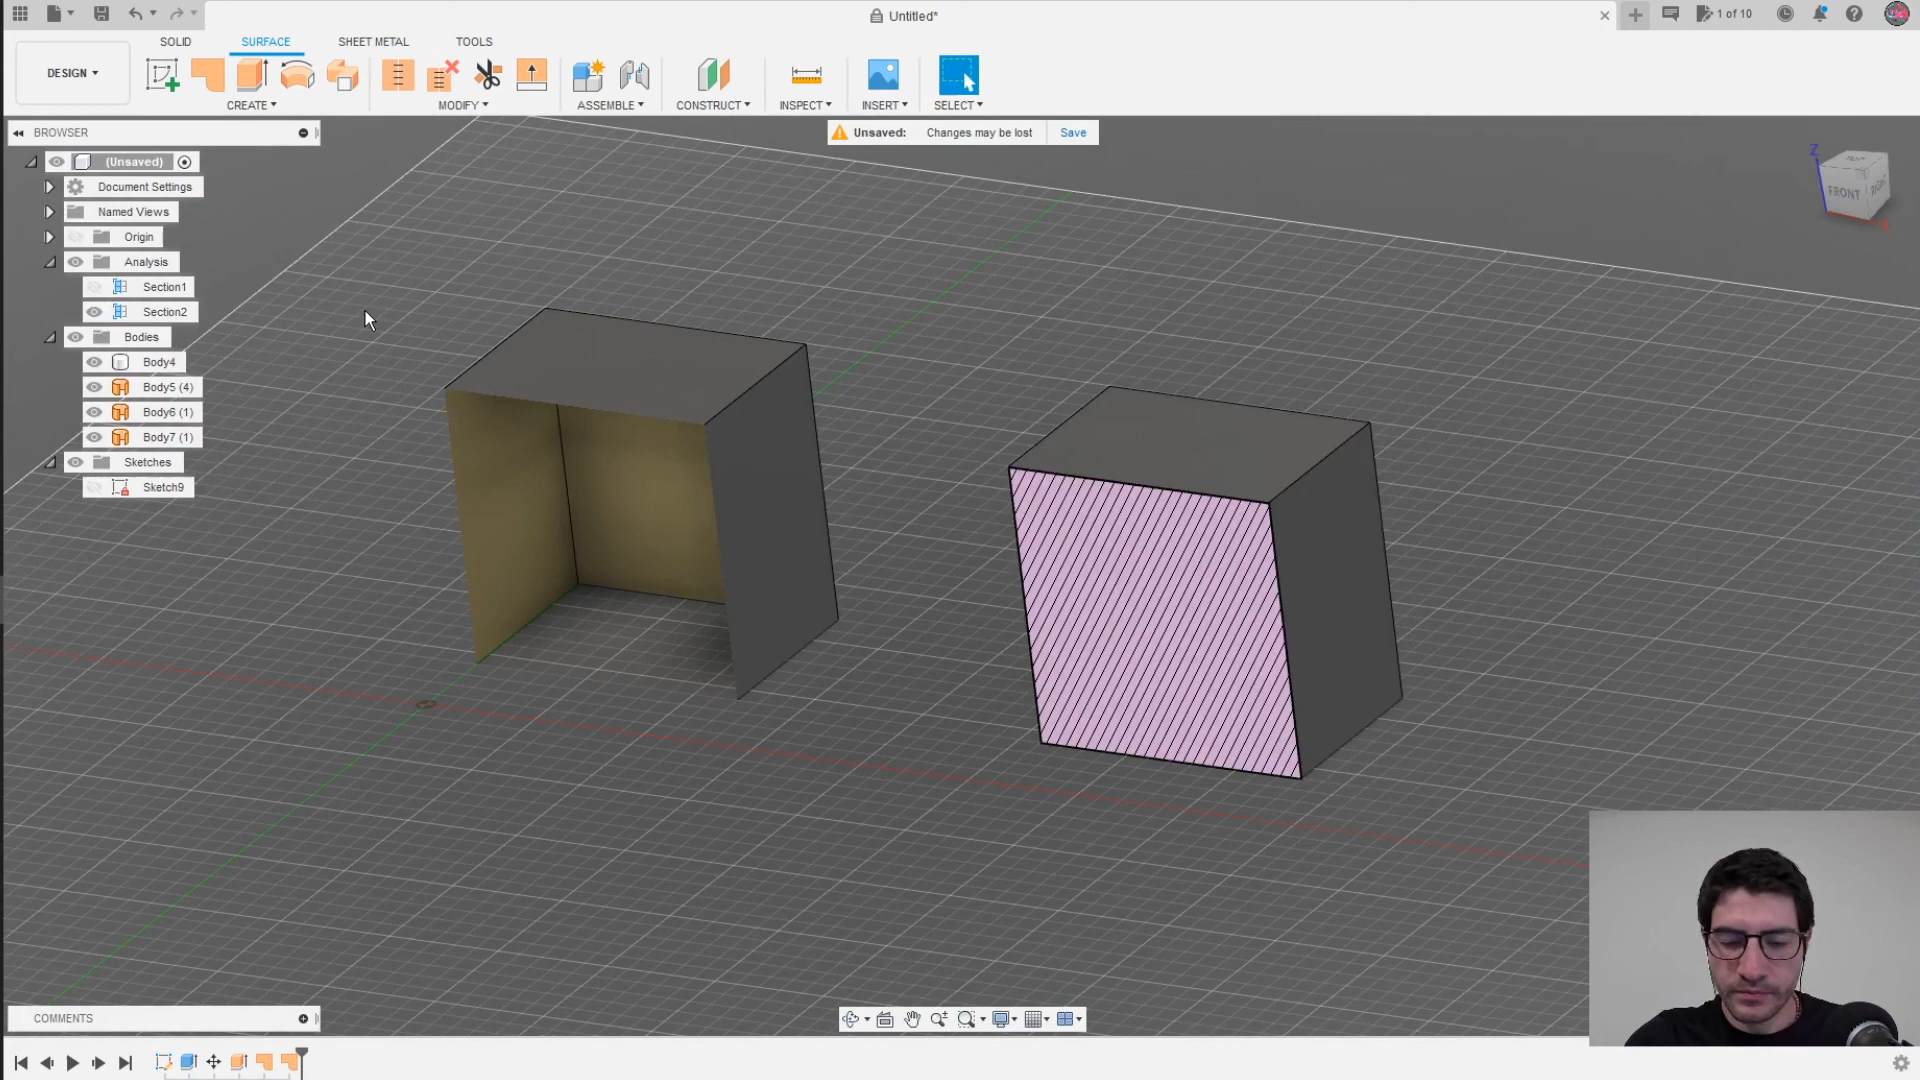 Untitled*
1 of 10
SOLID
SURFACE
SHEET METAL
TOOLS
DESIGN
CREATE
MODIFY
ASSEMBLE
CONSTRUCT
INSPECT
INSERT
SELECT
BROWSER
Unsaved: Changes may be lost
Save
(Unsaved)
Document Settings
Named Views
Origin
Analysis
Section1
Section2
Bodies
Body4
Body5 (4)
Body6 (1)
Body7 (1)
Sketches
Sketch9
Z
TOP
FRONT
RIGHT
X
COMMENTS